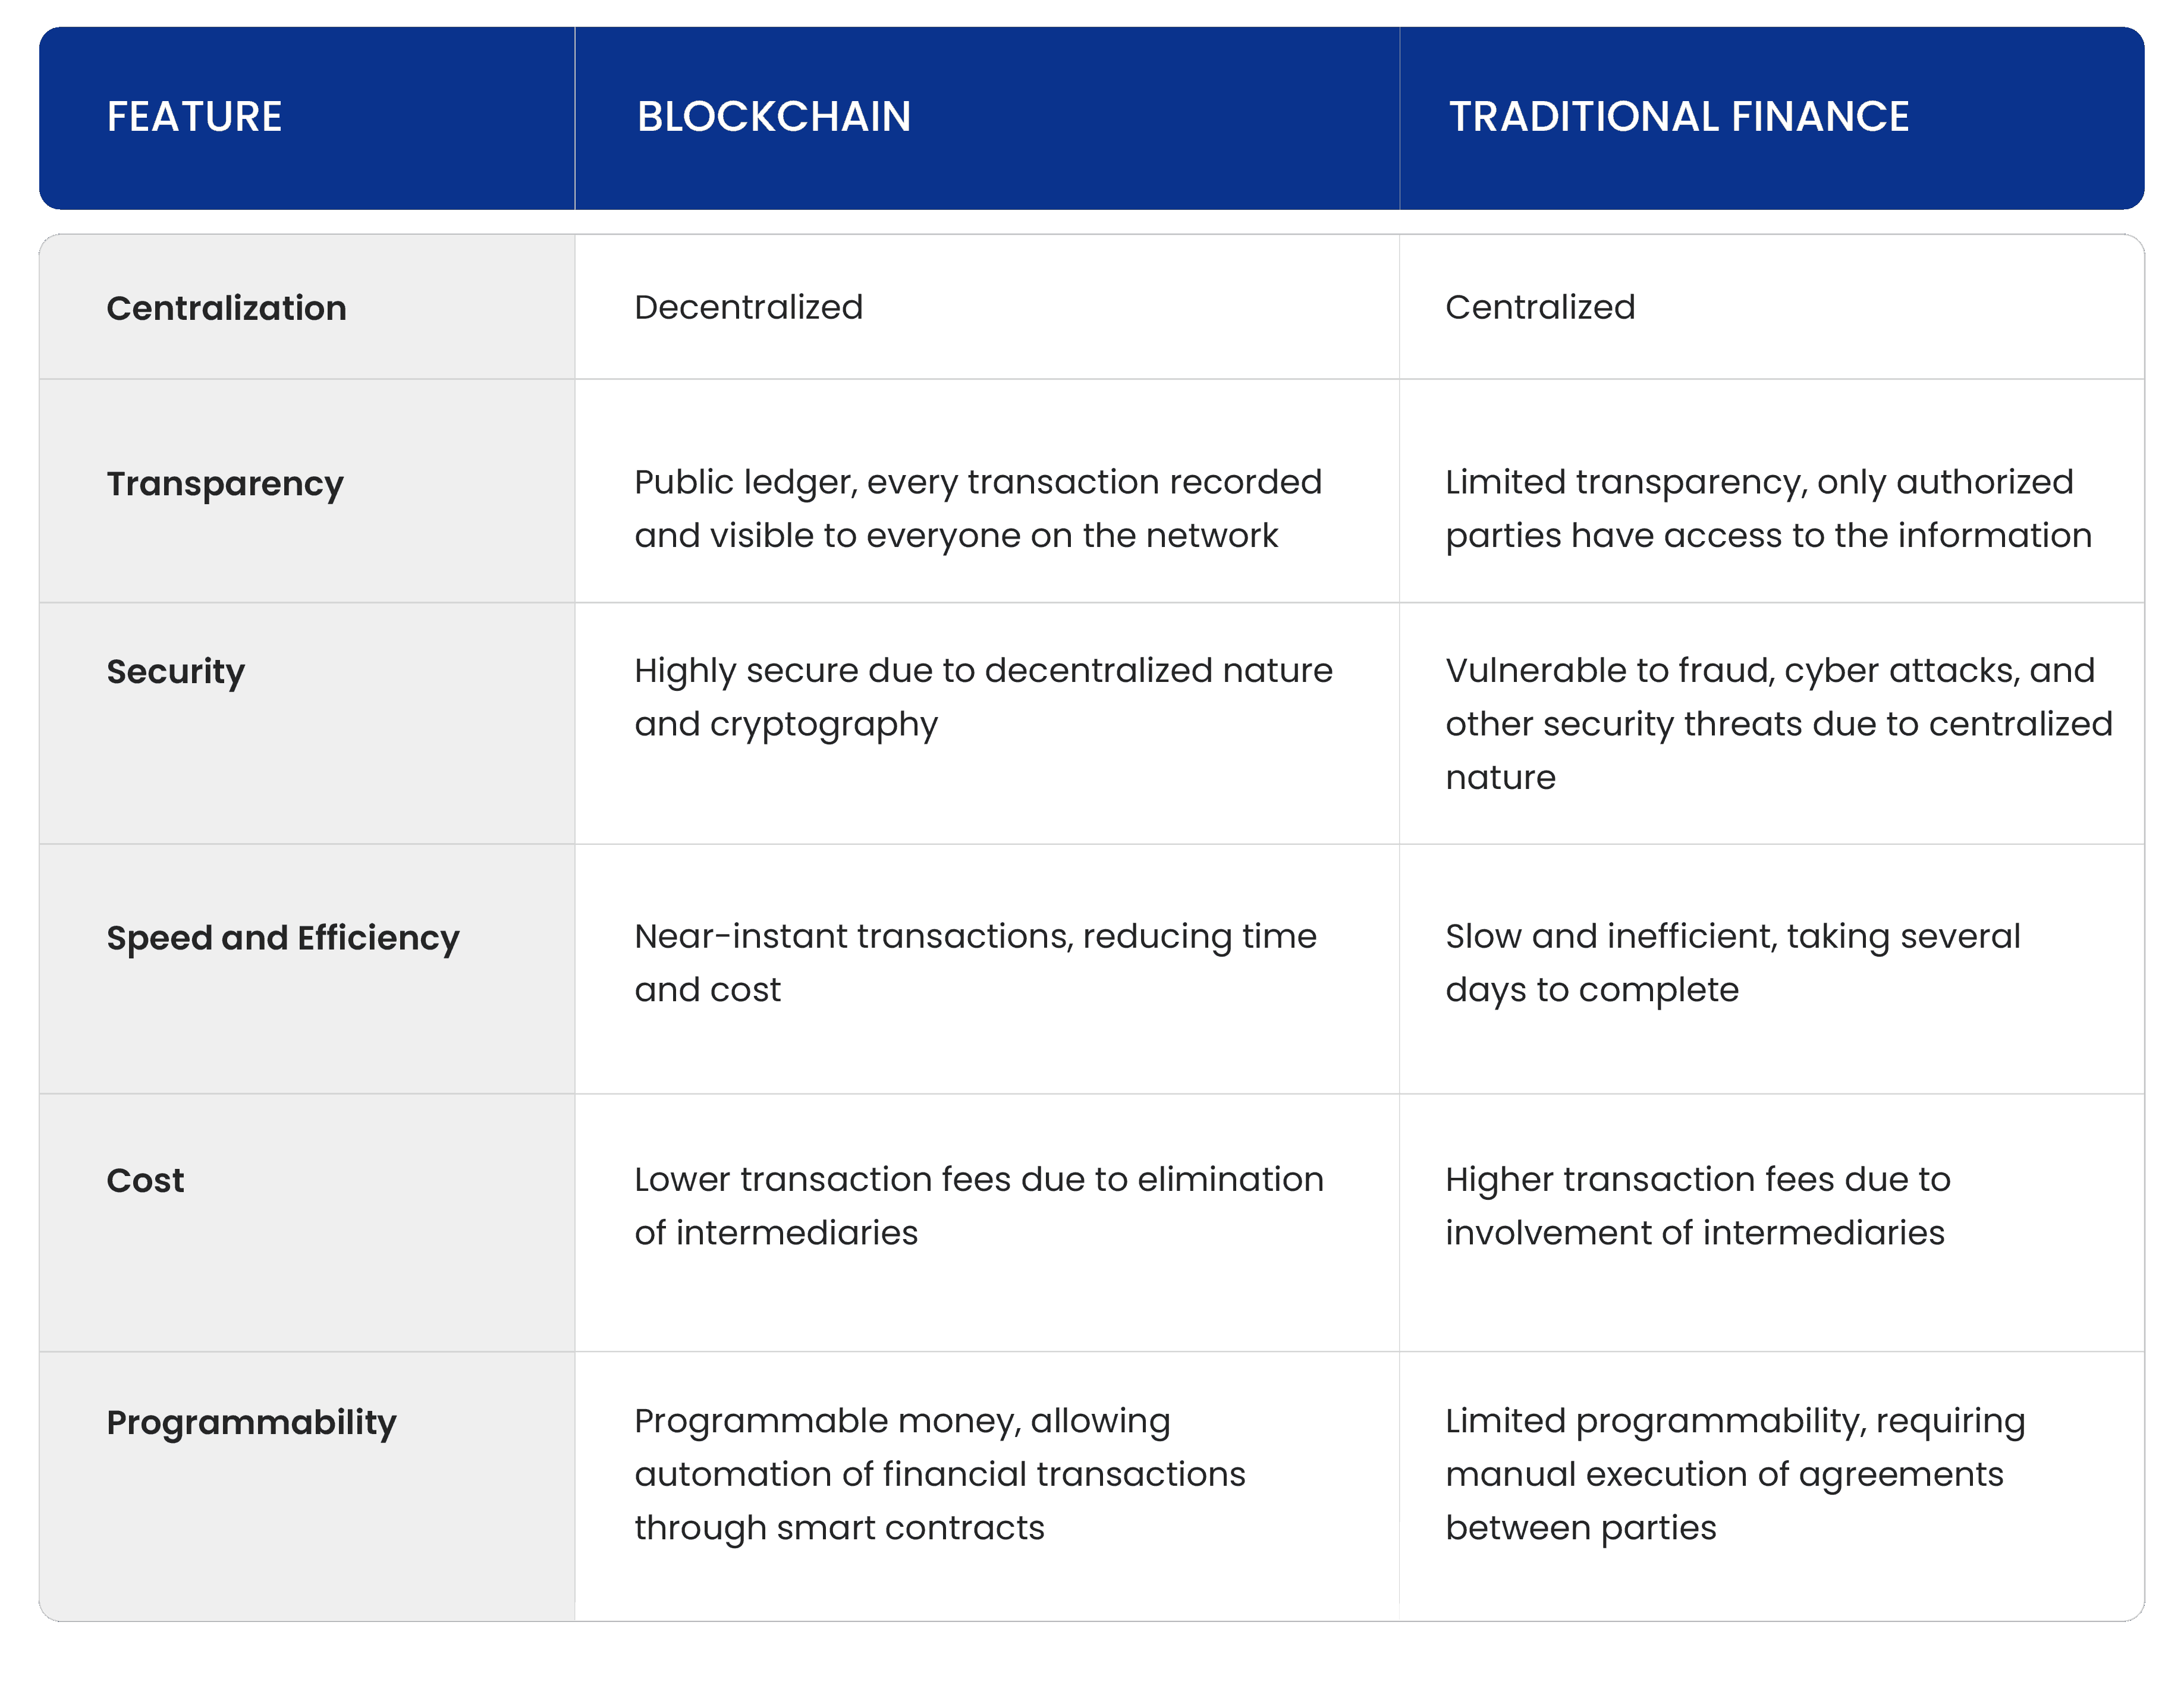 FEATURE
BLOCKCHAIN
TRADITIONAL FINANCE
Centralization
Decentralized
Centralized
Transparency
Public ledger, every transaction recorded
and visible to everyone on the network
Limited transparency, only authorized
parties have access to the information
Security
Highly secure due to decentralized nature
and cryptography
Vulnerable to fraud, cyber attacks, and
other security threats due to centralized
nature
Speed and Efficiency
Near-instant transactions, reducing time
and cost
Slow and inefficient, taking several
days to complete
Cost
Lower transaction fees due to elimination
of intermediaries
Higher transaction fees due to
involvement of intermediaries
Programmability
Programmable money, allowing
automation of financial transactions
through smart contracts
Limited programmability, requiring
manual execution of agreements
between parties